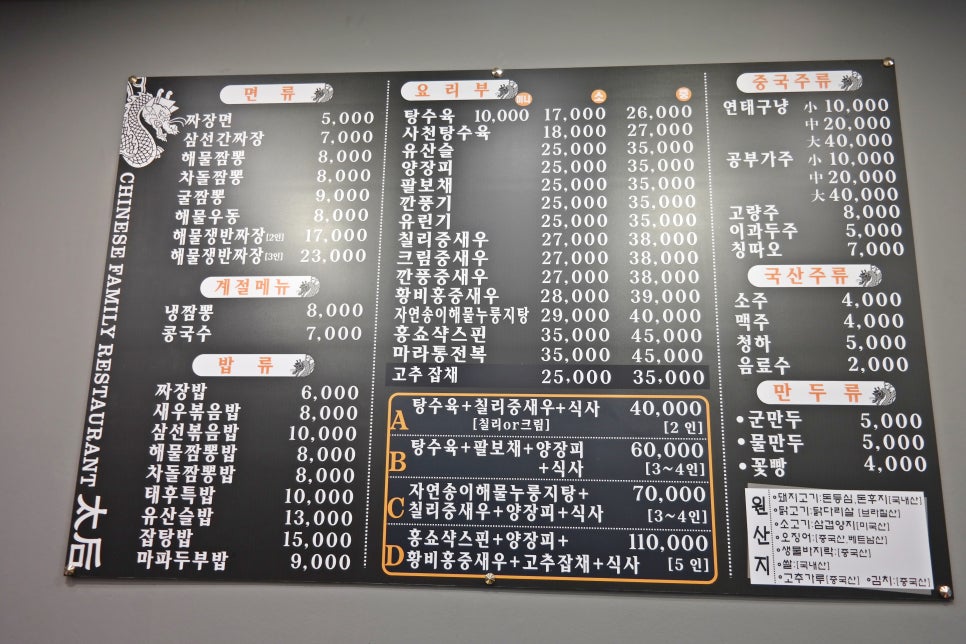 CHINESE FAMILY RESTAURANT 太后
면 류
짜장면 5,000
삼선간짜장 7,000
해물짬뽕 8,000
차돌짬뽕 8,000
굴짬뽕 9,000
해물우동 8,000
해물쟁반짜장[2인] 17,000
해물쟁반짜장[3인] 23,000
계절메뉴
냉짬뽕 8,000
콩국수 7,000
밥 류
짜장밥 6,000
새우볶음밥 8,000
삼선볶음밥 10,000
해물짬뽕밥 8,000
차돌짬뽕밥 8,000
태후특밥 10,000
유산슬밥 13,000
잡탕밥 15,000
마파두부밥 9,000
요 리 부
미니 소 중
탕수육 10,000 17,000 26,000
사천탕수육 18,000 27,000
유산슬 25,000 35,000
양장피 25,000 35,000
팔보채 25,000 35,000
깐풍기 25,000 35,000
유린기 25,000 35,000
칠리중새우 27,000 38,000
크림중새우 27,000 38,000
깐풍중새우 27,000 38,000
황비홍중새우 28,000 39,000
자연송이해물누룽지탕 29,000 40,000
홍쇼샥스핀 35,000 45,000
마라통전복 35,000 45,000
고추잡채 25,000 35,000
A 탕수육+칠리중새우+식사 40,000
[칠리or크림] [2 인]
B 탕수육+팔보채+양장피 60,000
+식사 [3~4인]
C 자연송이해물누룽지탕+ 70,000
칠리중새우+양장피+식사 [3~4인]
D 홍쇼샥스핀+양장피+ 110,000
황비홍중새우+고추잡채+식사 [5 인]
중국주류
연태구냥 小 10,000
中 20,000
大 40,000
공부가주 小 10,000
中 20,000
大 40,000
고량주 8,000
이과두주 5,000
칭따오 7,000
국산주류
소주 4,000
맥주 4,000
청하 5,000
음료수 2,000
만 두 류
•군만두 5,000
•물만두 5,000
•꽃빵 4,000
원산지
•돼지고기:돈등심,돈후지[국내산]
•닭고기:닭다리살[브라질산]
•소고기:삼겹양지[미국산]
•오징어:[중국산,베트남산]
•생물바지락:[중국산]
•쌀:[국내산]
•고추가루[중국산] •김치:[중국산]